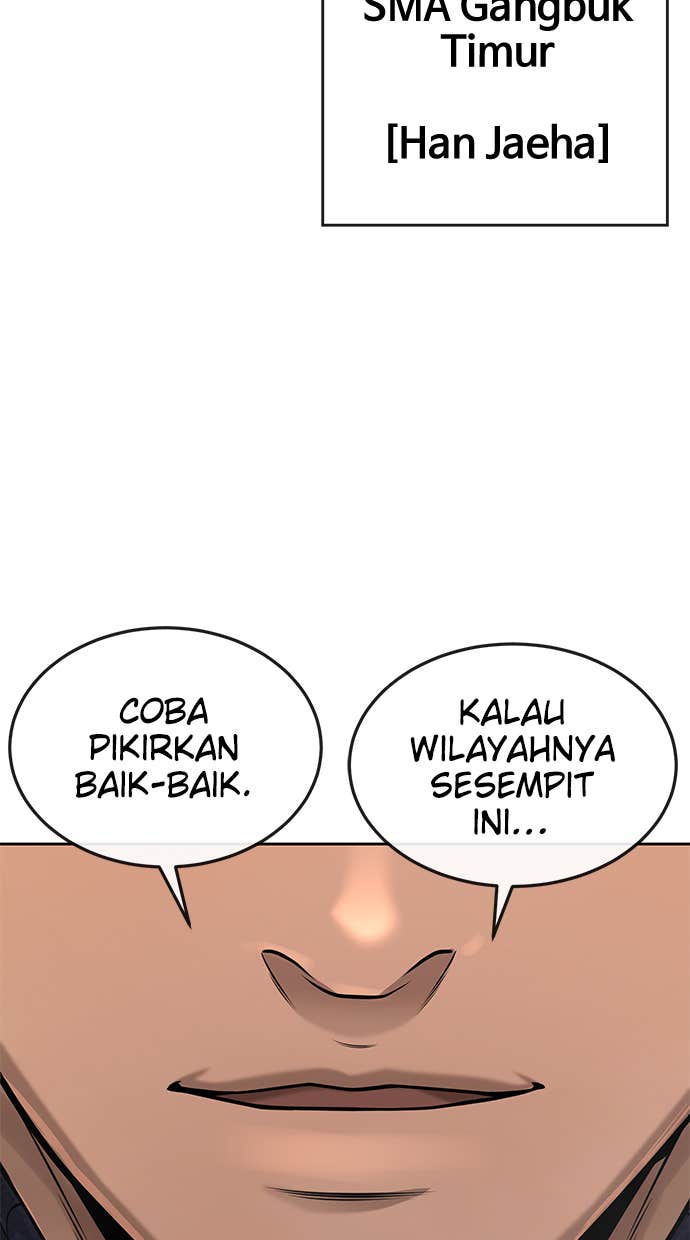 SMA Gangbuk
Timur
[Han Jaeha]
COBA
PIKIRKAN
BAIK-BAIK.
KALAU
WILAYAHNYA
SESEMPIT
INI...